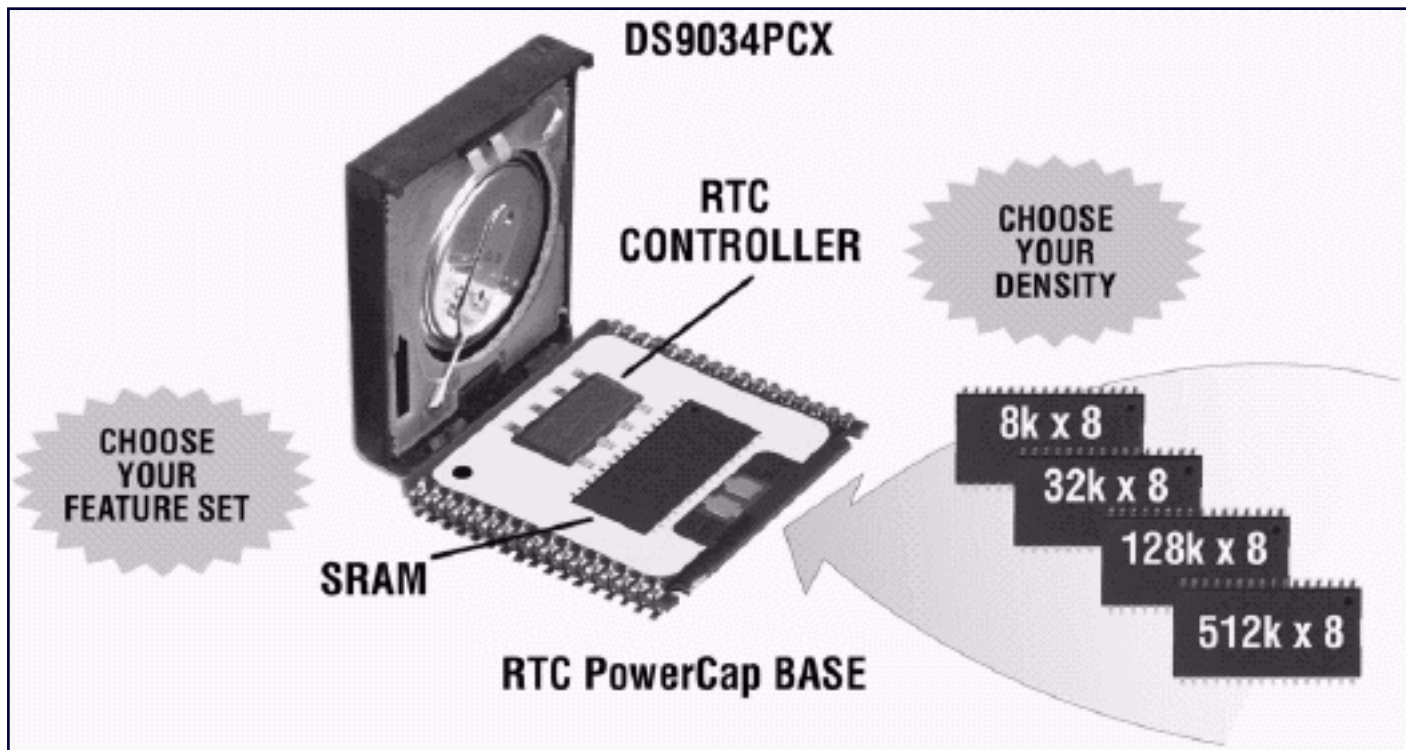 DS9034PCX
RTC
CONTROLLER
CHOOSE
YOUR
DENSITY
CHOOSE
YOUR
FEATURE SET
8k x 8
32k x 8
128k x 8
512k x 8
SRAM
RTC PowerCap BASE